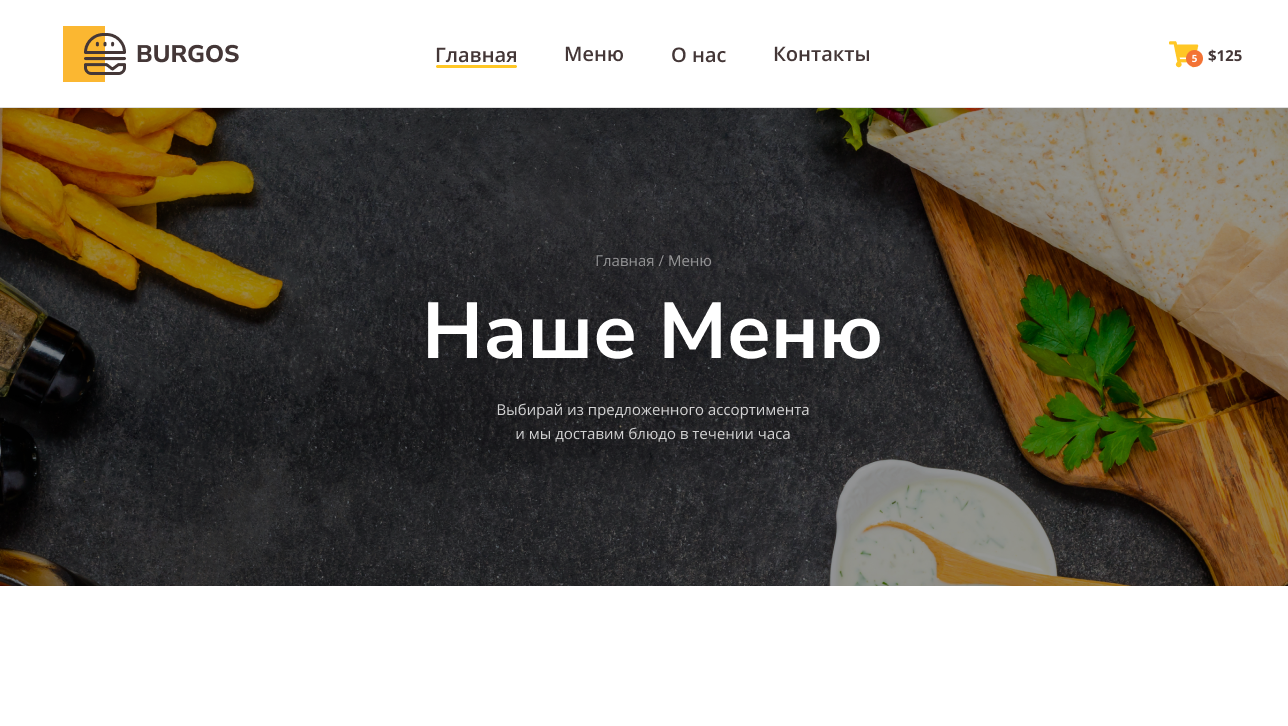 BURGOS
Главная
Меню
О нас
Контакты
5
$125
Главная / Меню
Наше Меню
Выбирай из предложенного ассортимента
и мы доставим блюдо в течении часа